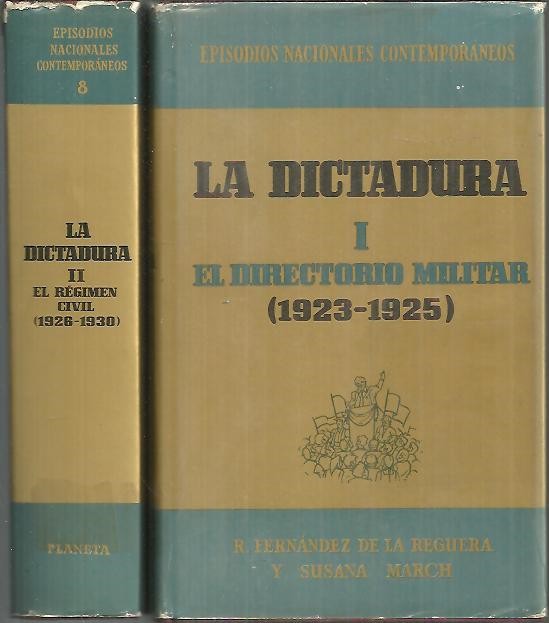 EPISODIOS
NACIONALES
CONTEMPORÁNEOS
8
LA
DICTADURA
II
EL RÉGIMEN
CIVIL
(1926-1930)
PLANETA
EPISODIOS NACIONALES CONTEMPORÁNEOS
LA DICTADURA
I
EL DIRECTORIO MILITAR
(1923-1925)
R. FERNÁNDEZ DE LA REGUERA
Y SUSANA MARCH